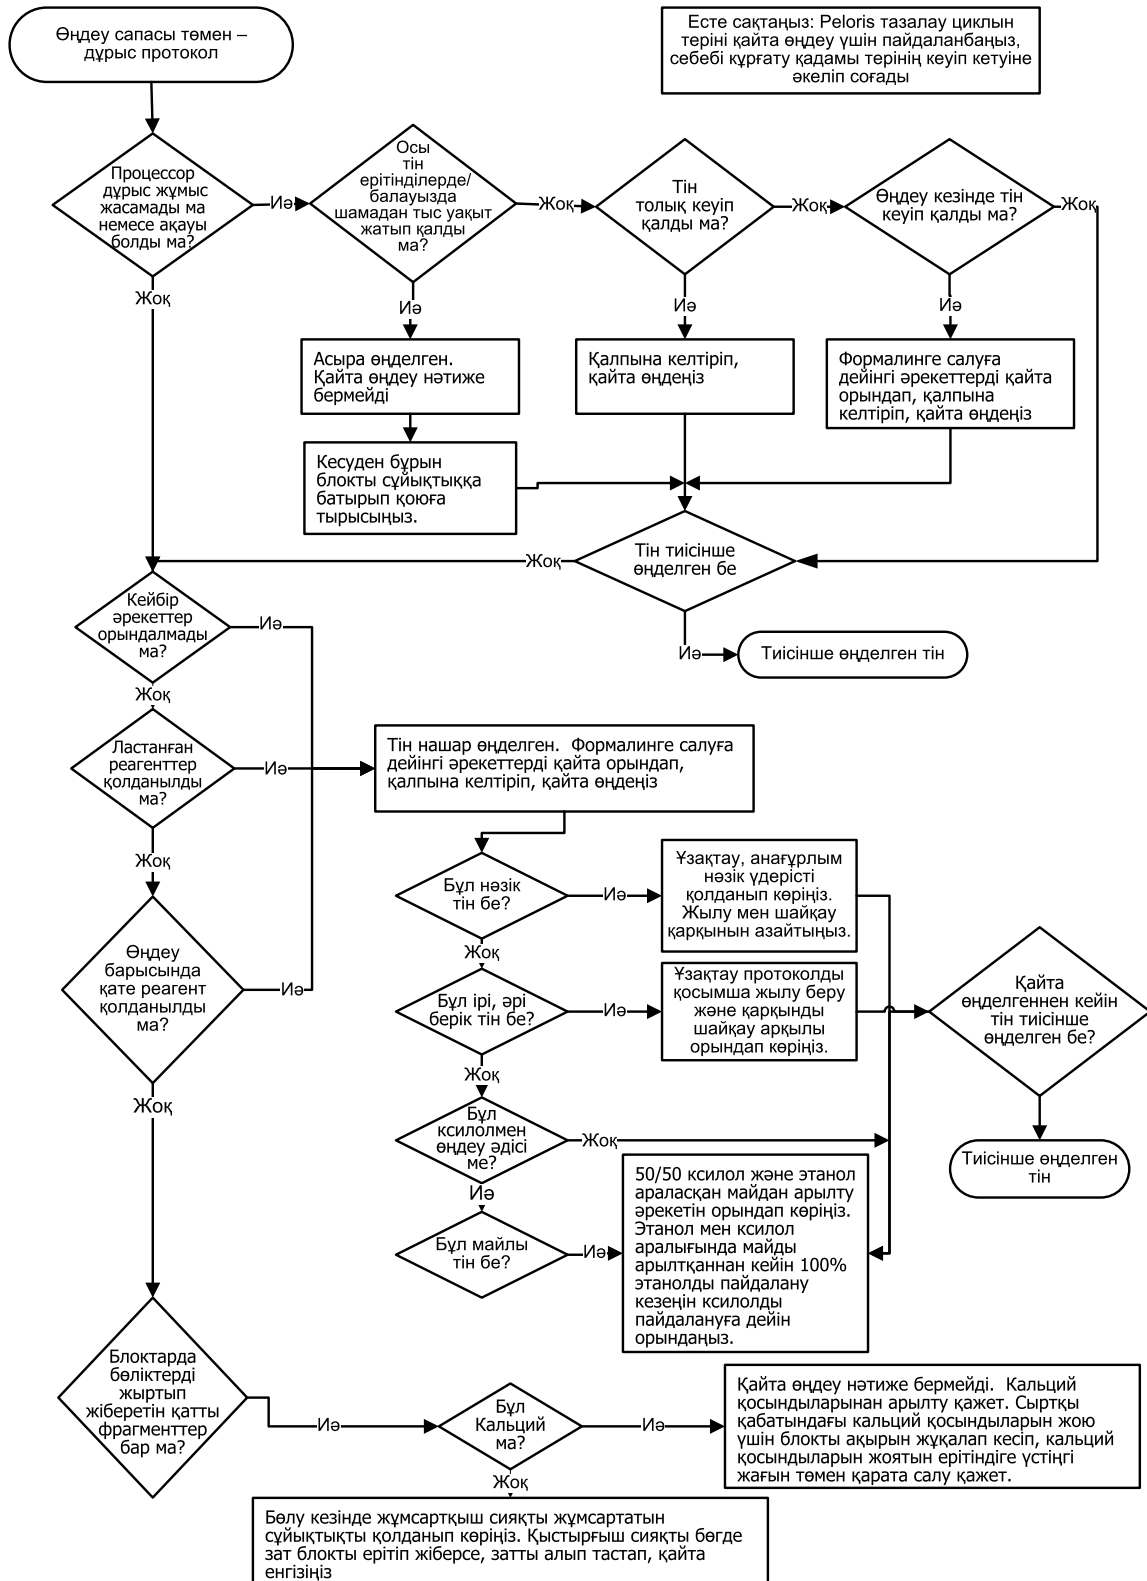 Өңдеу сапасы төмен –
дұрыс протокол
Есте сақтаңыз: Peloris тазалау циклын
теріні қайта өңдеу үшін пайдаланбаңыз,
себебі құрғату қадамы терінің кеуіп кетуіне
әкеліп соғады
Процессор
дұрыс жұмыс
жасамады ма
немесе ақауы
болды ма?
Иә
Осы
тін
ерітінділерде/
балауызда
шамадан тыс уақыт
жатып қалды
ма?
Жоқ
Тін
толық кеуіп
қалды ма?
Жоқ
Өңдеу кезінде тін
кеуіп қалды ма?
Жоқ
Жоқ
Иә
Иә
Иә
Асыра өңделген.
Қайта өңдеу нәтиже
бермейді
Қалпына келтіріп,
қайта өңдеңіз
Формалинге салуға
дейінгі әрекеттерді қайта
орындап, қалпына
келтіріп, қайта өңдеңіз
Кесуден бұрын
блокты сұйықтыққа
батырып қоюға
тырысыңыз.
Тін тиісінше
өңделген бе
Жоқ
Иә
Тиісінше өңделген тін
Кейбір
әрекеттер
орындалмады
ма?
Иә
Жоқ
Ластанған
реагенттер
қолданылды
ма?
Иә
Тін нашар өңделген.  Формалинге салуға
дейінгі әрекеттерді қайта орындап,
қалпына келтіріп, қайта өңдеңіз
Жоқ
Өңдеу
барысында
қате реагент
қолданылды
ма?
Иә
Жоқ
Бұл нәзік
тін бе?
Иә
Ұзақтау, анағұрлым
нәзік үдерісті
қолданып көріңіз.
Жылу мен шайқау
қарқынын азайтыңыз.
Жоқ
Бұл ірі, әрі
берік тін бе?
Иә
Ұзақтау протоколды
қосымша жылу беру
және қарқынды
шайқау арқылы
орындап көріңіз.
Қайта
өңделгеннен кейін
тін тиісінше
өңделген бе?
Жоқ
Бұл
ксилолмен
өңдеу әдісі
ме?
Жоқ
Тиісінше өңделген
тін
Иә
Бұл майлы
тін бе?
Иә
50/50 ксилол және этанол
араласқан майдан арылту
әрекетін орындап көріңіз.
Этанол мен ксилол
аралығында майды
арылтқаннан кейін 100%
этанолды пайдалану
кезеңін ксилолды
пайдалануға дейін
орындаңыз.
Блоктарда
бөліктерді
жыртып
жіберетін қатты
фрагменттер
бар ма?
Иә
Бұл
Кальций
ма?
Иә
Қайта өңдеу нәтиже бермейді.  Кальций
қосындыларынан арылту қажет. Сыртқы
қабатындағы кальций қосындыларын жою
үшін блокты ақырын жұқалап кесіп, кальций
қосындыларын жоятын ерітіндіге үстіңгі
жағын төмен қарата салу қажет.
Жоқ
Бөлу кезінде жұмсартқыш сияқты жұмсартатын
сұйықтықты қолданып көріңіз. Қыстырғыш сияқты бөгде
зат блокты ерітіп жіберсе, затты алып тастап, қайта
енгізіңіз